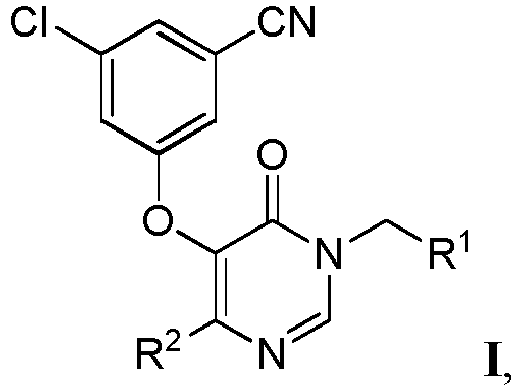 Cl CN
O
O N R¹
R² N
I,